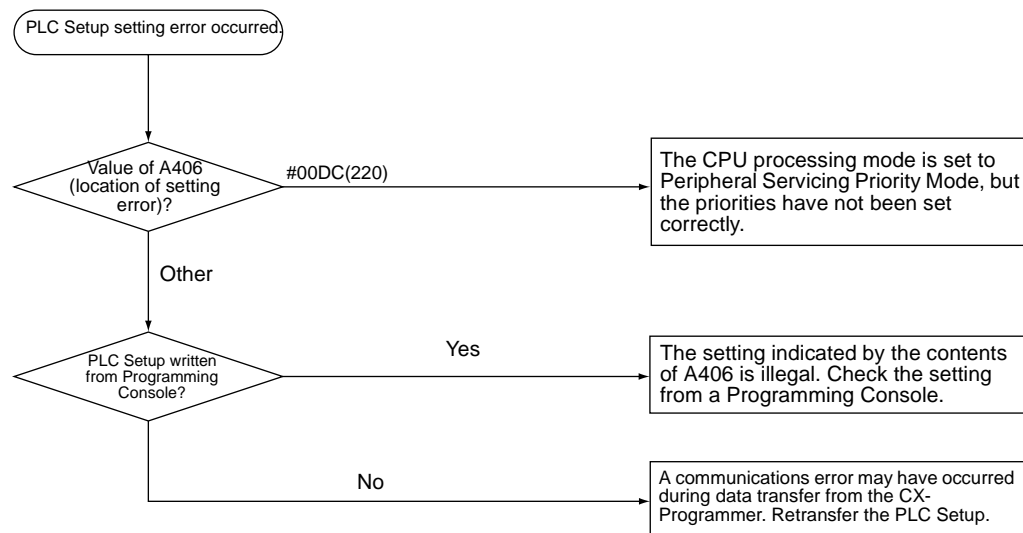 PLC Setup setting error occurred.
Value of A406
(location of setting
error)?
#00DC(220)
The CPU processing mode is set to
Peripheral Servicing Priority Mode, but
the priorities have not been set
correctly.
Other
PLC Setup written
from Programming
Console?
Yes
The setting indicated by the contents
of A406 is illegal. Check the setting
from a Programming Console.
No
A communications error may have occurred
during data transfer from the CX-
Programmer. Retransfer the PLC Setup.